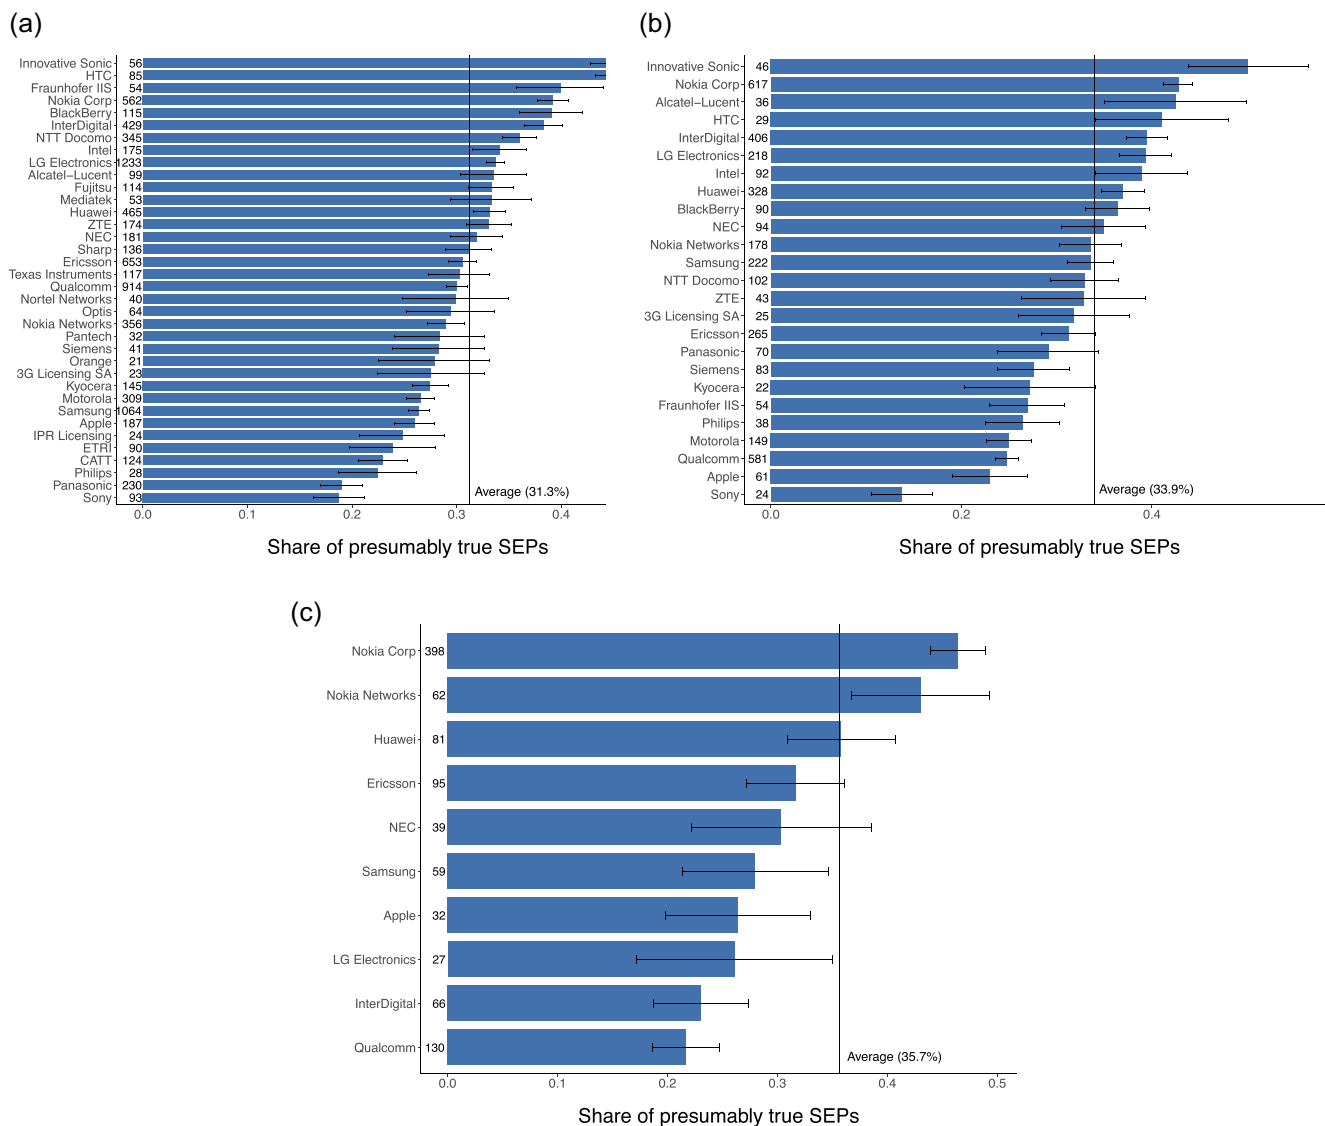 (a)
Innovative Sonic 56
HTC 85
Fraunhofer IIS 54
Nokia Corp 562
BlackBerry 115
InterDigital 429
NTT Docomo 345
Intel 175
LG Electronics 1233
Alcatel−Lucent 99
Fujitsu 114
Mediatek 53
Huawei 465
ZTE 174
NEC 181
Sharp 136
Ericsson 653
Texas Instruments 117
Qualcomm 914
Nortel Networks 40
Optis 64
Nokia Networks 356
Pantech 32
Siemens 41
Orange 21
3G Licensing SA 23
Kyocera 145
Motorola 309
Samsung 1064
Apple 187
IPR Licensing 24
ETRI 90
CATT 124
Philips 28
Panasonic 230
Sony 93
Average (31.3%)
0.0 0.2 0.3 0.4
Share of presumably true SEPs
(b)
Innovative Sonic 46
Nokia Corp 617
Alcatel−Lucent 36
HTC 29
InterDigital 406
LG Electronics 218
Intel 92
Huawei 328
BlackBerry 90
NEC 94
Nokia Networks 178
Samsung 222
NTT Docomo 102
ZTE 43
3G Licensing SA 25
Ericsson 265
Panasonic 70
Siemens 83
Kyocera 22
Fraunhofer IIS 54
Philips 38
Motorola 149
Qualcomm 581
Apple 61
Sony 24
Average (33.9%)
0.0 0.2 0.4
Share of presumably true SEPs
(c)
Nokia Corp 398
Nokia Networks 62
Huawei 81
Ericsson 95
NEC 39
Samsung 59
Apple 32
LG Electronics 27
InterDigital 66
Qualcomm 130
Average (35.7%)
0.0 0.1 0.2 0.3 0.4 0.5
Share of presumably true SEPs